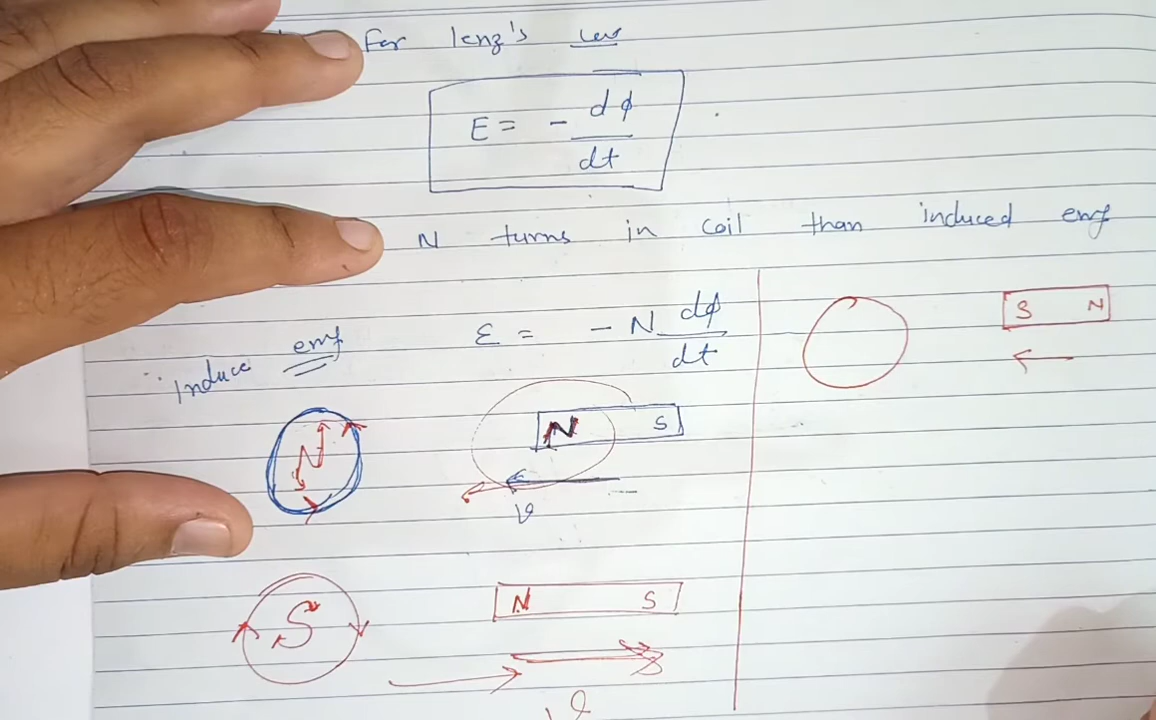 For lenz's law
E = - dφ/dt
N turns in coil than induced emf
ε = - N dφ/dt
induce emf
S N
N
N S
v
S
N S
v